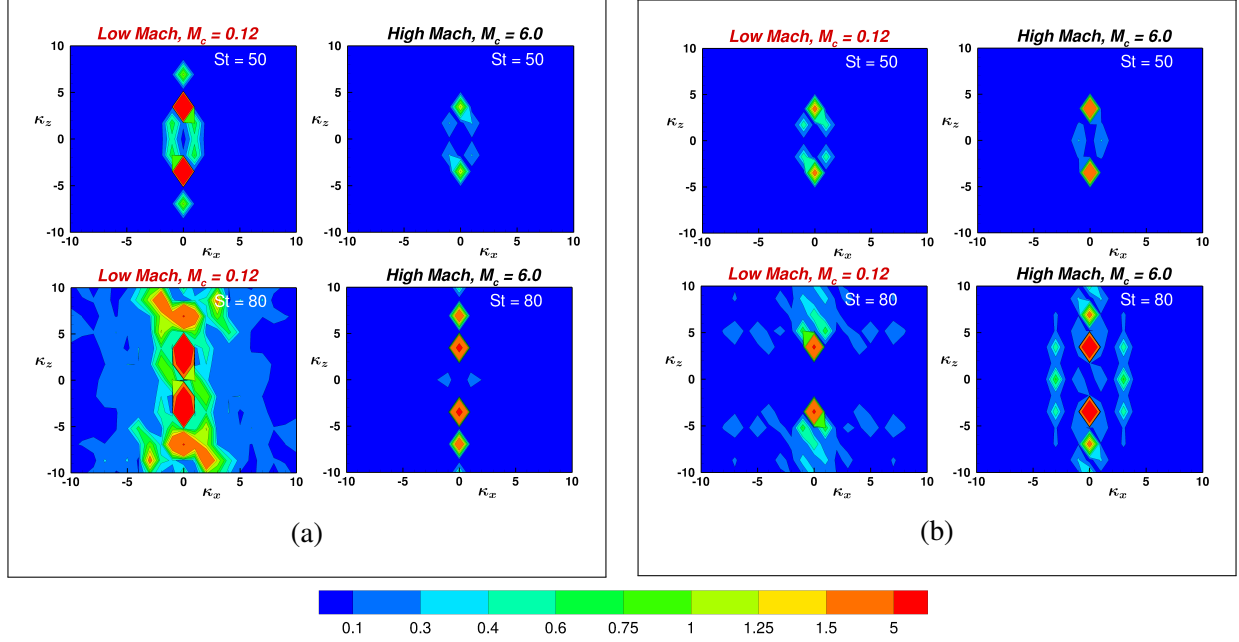 Low Mach, M_c = 0.12
High Mach, M_c = 6.0
St = 50
St = 50
10
5
κ_z 0
-5
-10
-10 -5 0 5 10
κ_x
10
5
κ_z 0
-5
-10
-10 -5 0 5 10
κ_x
Low Mach, M_c = 0.12
High Mach, M_c = 6.0
St = 80
St = 80
10
5
κ_z 0
-5
-10
-10 -5 0 5 10
κ_x
10
5
κ_z 0
-5
-10
-10 -5 0 5 10
κ_x
(a)
Low Mach, M_c = 0.12
High Mach, M_c = 6.0
St = 50
St = 50
10
5
κ_z 0
-5
-10
-10 -5 0 5 10
κ_x
10
5
κ_z 0
-5
-10
-10 -5 0 5 10
κ_x
Low Mach, M_c = 0.12
High Mach, M_c = 6.0
St = 80
St = 80
10
5
κ_z 0
-5
-10
-10 -5 0 5 10
κ_x
10
5
κ_z 0
-5
-10
-10 -5 0 5 10
κ_x
(b)
0.1 0.3 0.4 0.6 0.75 1 1.25 1.5 5